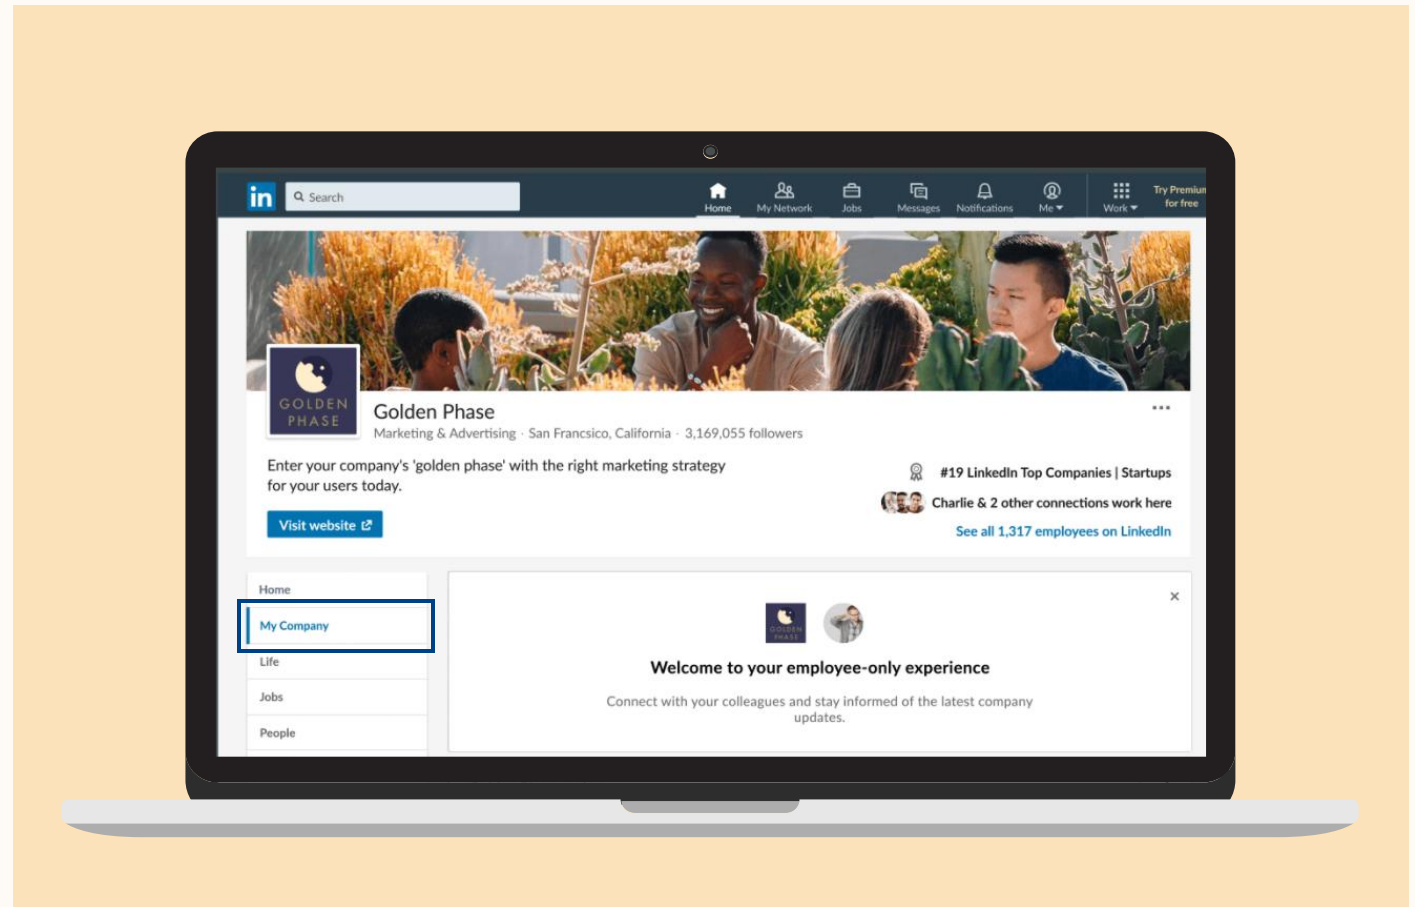 in
Search
Home
My Network
Jobs
Messages
Notifications
Me
Work
Try Premium
for free
GOLDEN
PHASE
Golden Phase
Marketing & Advertising · San Francsico, California · 3,169,055 followers
Enter your company's 'golden phase' with the right marketing strategy
for your users today.
Visit website
#19 LinkedIn Top Companies | Startups
Charlie & 2 other connections work here
See all 1,317 employees on LinkedIn
Home
My Company
Life
Jobs
People
GOLDEN
PHASE
Welcome to your employee-only experience
Connect with your colleagues and stay informed of the latest company
updates.